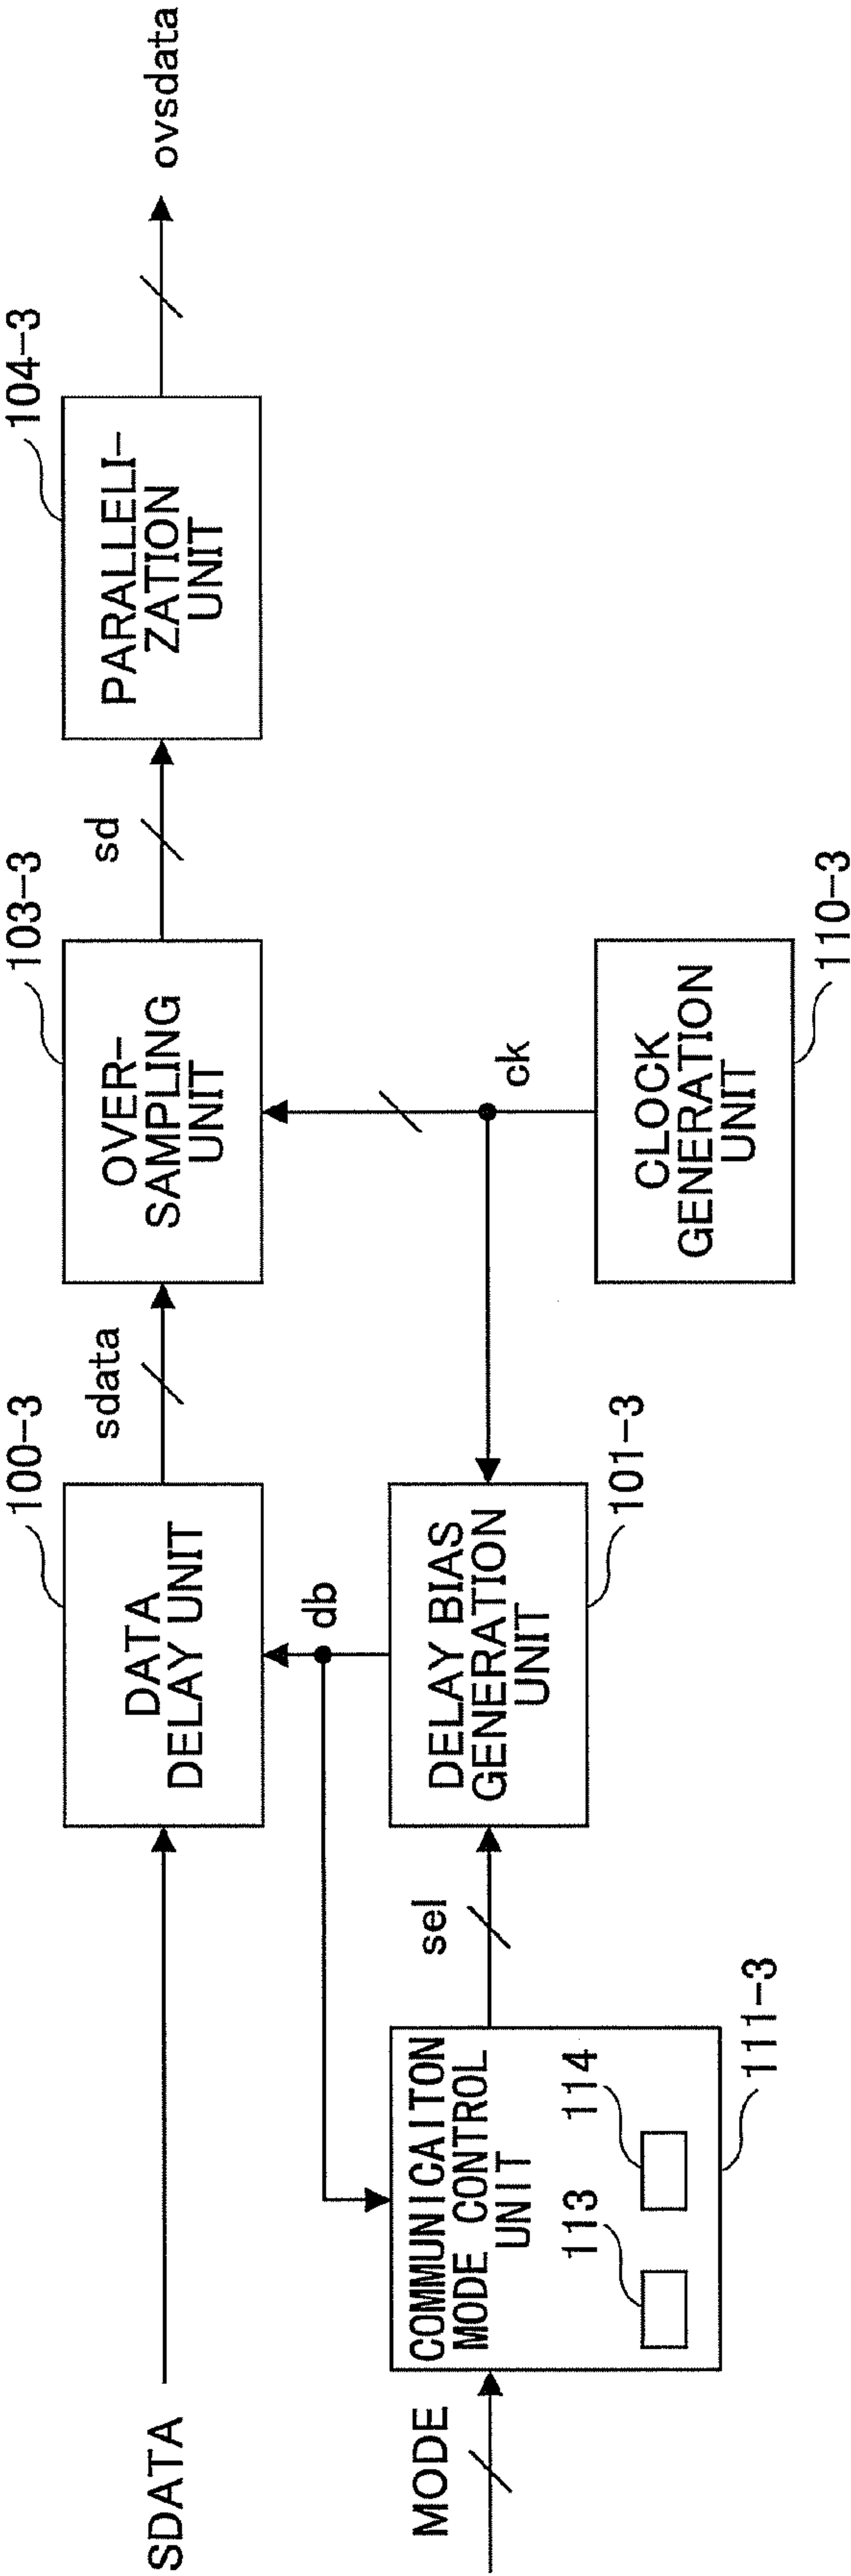 SDATA
100-3
DATA
DELAY UNIT
sdata
103-3
OVER-
SAMPLING
UNIT
sd
104-3
PARALLELI-
ZATION
UNIT
ovsdata
MODE
COMMUNICAITON
MODE CONTROL
UNIT
113
114
111-3
sel
db
DELAY BIAS
GENERATION
UNIT
101-3
ck
CLOCK
GENERATION
UNIT
110-3